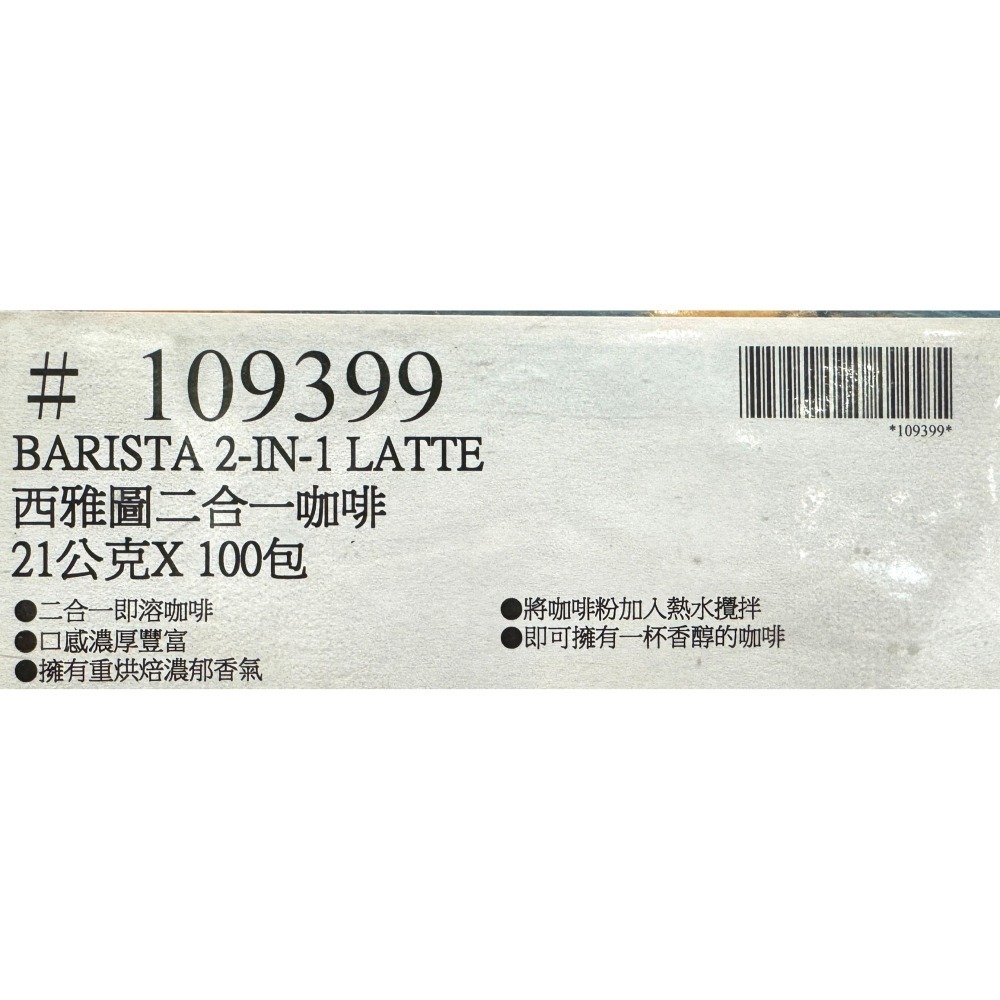 # 109399
*109399*
BARISTA 2-IN-1 LATTE
西雅圖二合一咖啡
21公克X 100包
●二合一即溶咖啡
●口感濃厚豐富
●擁有重烘焙濃郁香氣
●將咖啡粉加入熱水攪拌
●即可擁有一杯香醇的咖啡